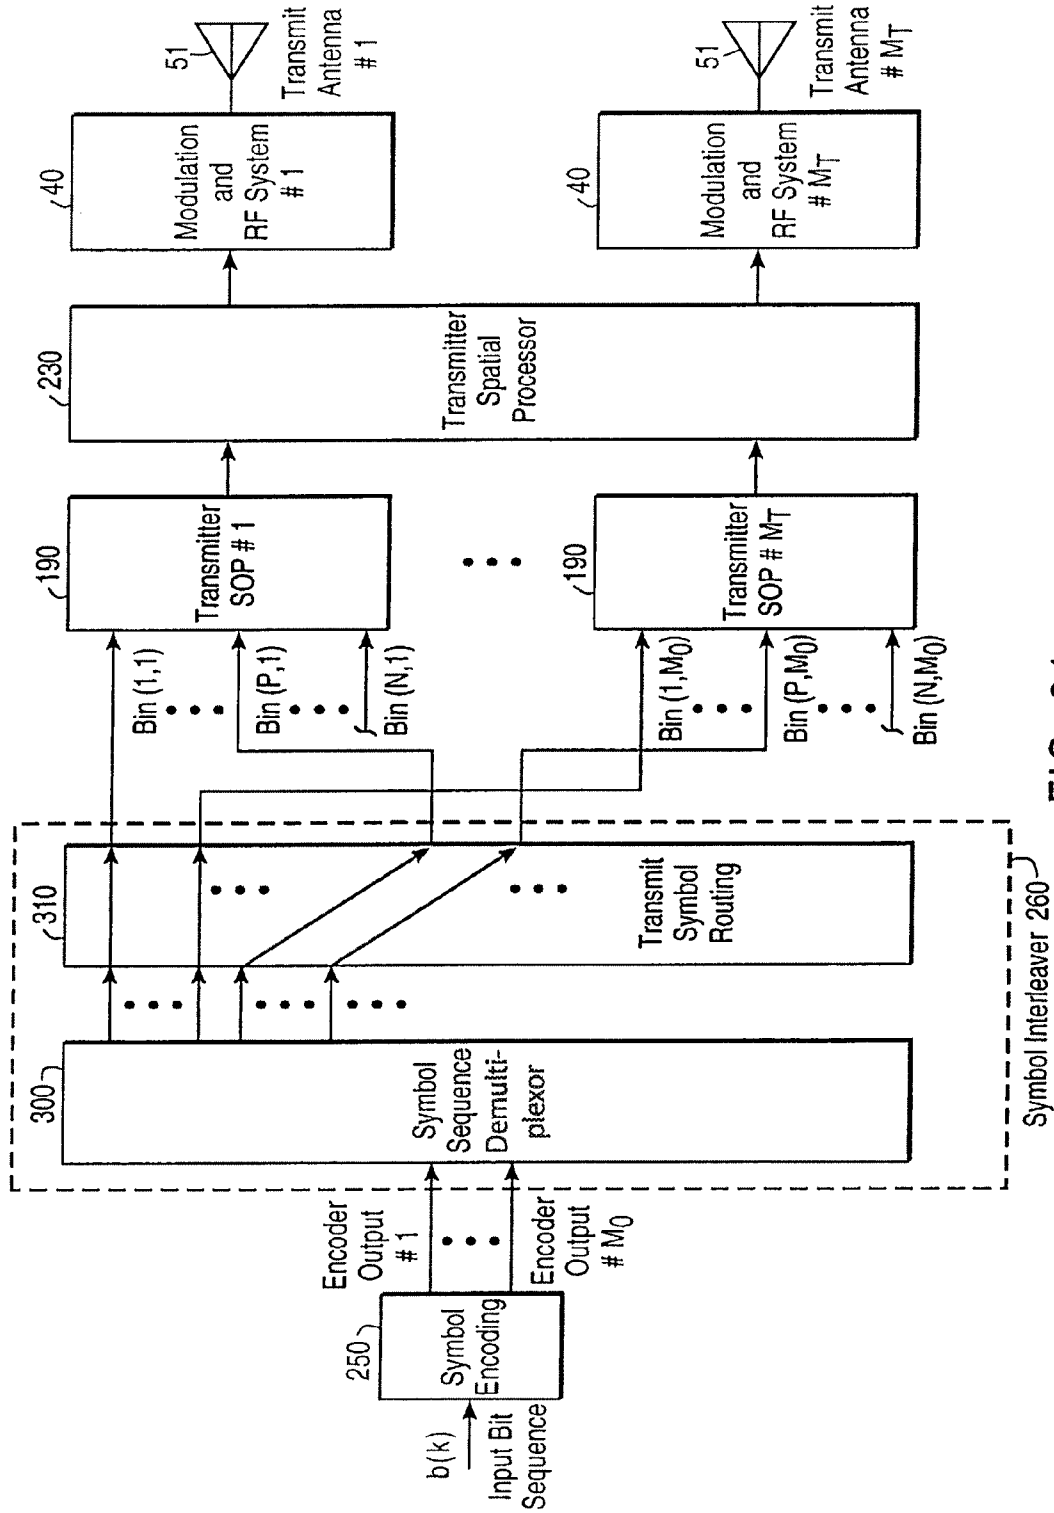 b(k)
Input Bit
Sequence
250
Symbol
Encoding
Encoder
Output
# 1
Encoder
Output
# M0
300
Symbol
Sequence
Demulti-
plexor
310
Transmit
Symbol
Routing
Symbol Interleaver 260
Bin (1,1)
Bin (P,1)
Bin (N,1)
Bin (1,M0)
Bin (P,M0)
Bin (N,M0)
190
Transmitter
SOP # 1
190
Transmitter
SOP # MT
230
Transmitter
Spatial
Processor
40
Modulation
and
RF System
# 1
40
Modulation
and
RF System
# MT
51
Transmit
Antenna
# 1
51
Transmit
Antenna
# MT